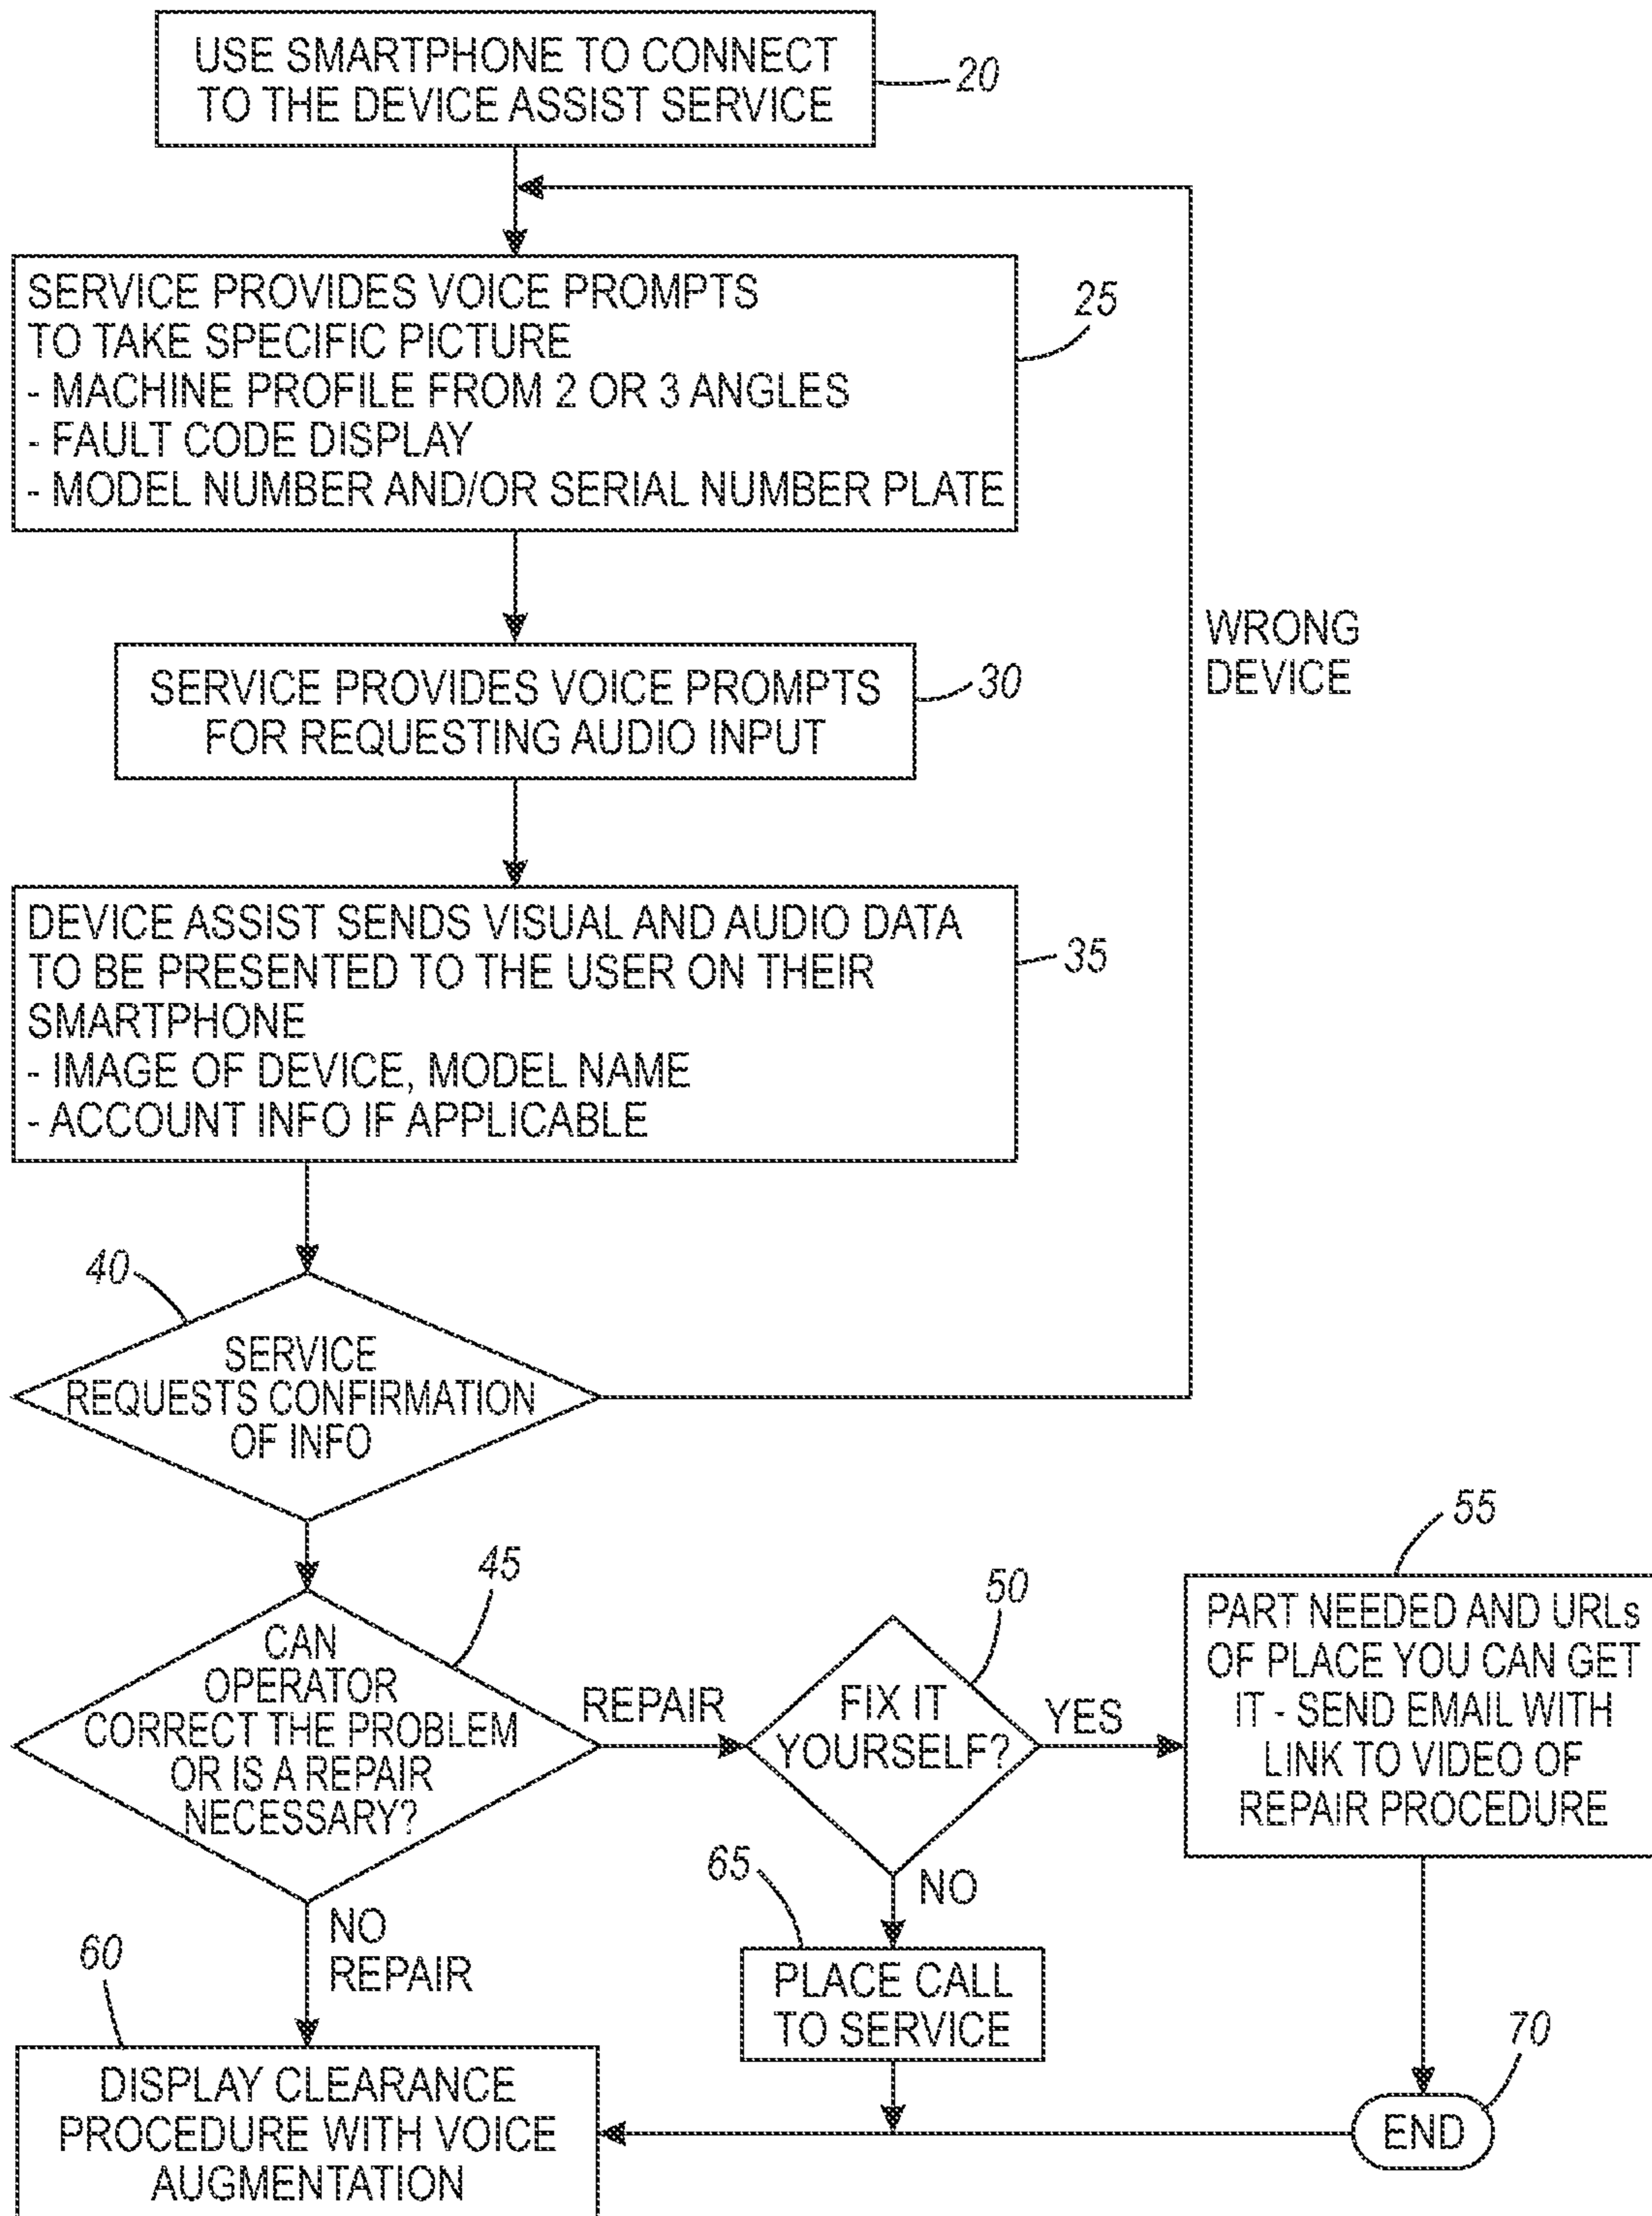 USE SMARTPHONE TO CONNECT
TO THE DEVICE ASSIST SERVICE
20
SERVICE PROVIDES VOICE PROMPTS
TO TAKE SPECIFIC PICTURE
- MACHINE PROFILE FROM 2 OR 3 ANGLES
- FAULT CODE DISPLAY
- MODEL NUMBER AND/OR SERIAL NUMBER PLATE
25
SERVICE PROVIDES VOICE PROMPTS
FOR REQUESTING AUDIO INPUT
30
WRONG
DEVICE
DEVICE ASSIST SENDS VISUAL AND AUDIO DATA
TO BE PRESENTED TO THE USER ON THEIR
SMARTPHONE
- IMAGE OF DEVICE, MODEL NAME
- ACCOUNT INFO IF APPLICABLE
35
40
SERVICE
REQUESTS CONFIRMATION
OF INFO
45
CAN
OPERATOR
CORRECT THE PROBLEM
OR IS A REPAIR
NECESSARY?
REPAIR
50
FIX IT
YOURSELF?
YES
55
PART NEEDED AND URLs
OF PLACE YOU CAN GET
IT - SEND EMAIL WITH
LINK TO VIDEO OF
REPAIR PROCEDURE
NO
REPAIR
60
DISPLAY CLEARANCE
PROCEDURE WITH VOICE
AUGMENTATION
NO
65
PLACE CALL
TO SERVICE
70
END